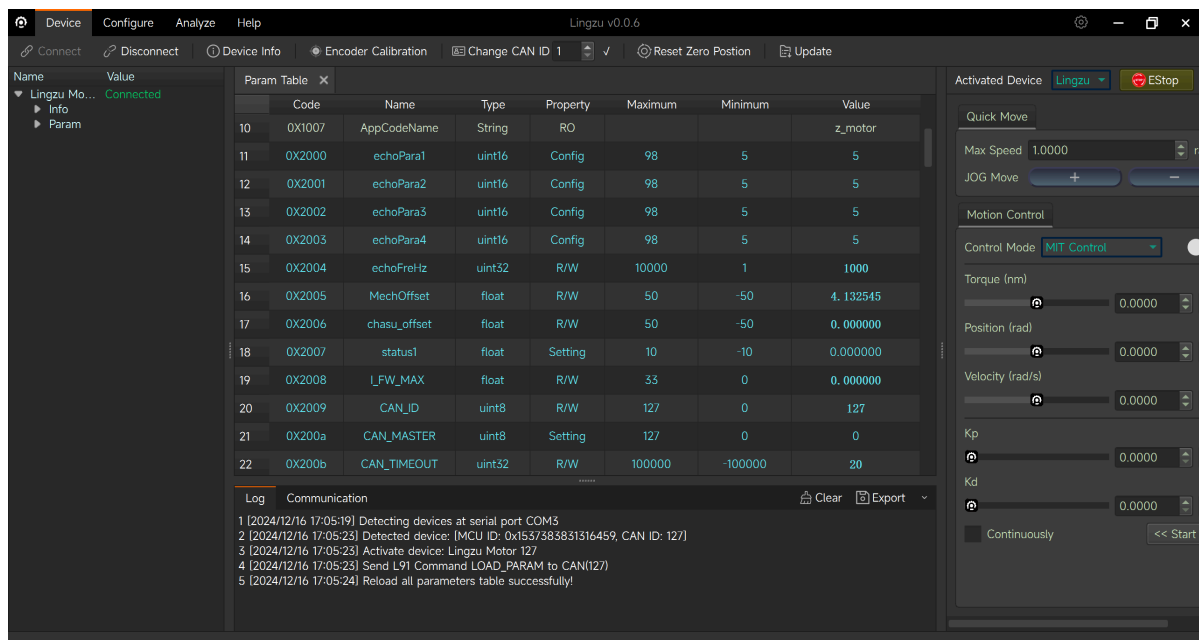 Device Configure Analyze Help Lingzu v0.0.6
Connect Disconnect Device Info Encoder Calibration Change CAN ID 1 √ Reset Zero Postion Update
Name Value
Lingzu Mo... Connected
Info
Param
Param Table
Code Name Type Property Maximum Minimum Value
10 0X1007 AppCodeName String RO z_motor
11 0X2000 echoPara1 uint16 Config 98 5 5
12 0X2001 echoPara2 uint16 Config 98 5 5
13 0X2002 echoPara3 uint16 Config 98 5 5
14 0X2003 echoPara4 uint16 Config 98 5 5
15 0X2004 echoFreHz uint32 R/W 10000 1 1000
16 0X2005 MechOffset float R/W 50 -50 4.132545
17 0X2006 chasu_offset float R/W 50 -50 0.000000
18 0X2007 status1 float Setting 10 -10 0.000000
19 0X2008 I_FW_MAX float R/W 33 0 0.000000
20 0X2009 CAN_ID uint8 R/W 127 0 127
21 0X200a CAN_MASTER uint8 Setting 127 0 0
22 0X200b CAN_TIMEOUT uint32 R/W 100000 -100000 20
Log Communication Clear Export
1 [2024/12/16 17:05:19] Detecting devices at serial port COM3
2 [2024/12/16 17:05:23] Detected device: [MCU ID: 0x1537383831316459, CAN ID: 127]
3 [2024/12/16 17:05:23] Activate device: Lingzu Motor 127
4 [2024/12/16 17:05:23] Send L91 Command LOAD_PARAM to CAN(127)
5 [2024/12/16 17:05:24] Reload all parameters table successfully!
Activated Device Lingzu STOP EStop
Quick Move
Max Speed 1.0000 r
JOG Move + −
Motion Control
Control Mode MIT Control
Torque (nm)
0.0000
Position (rad)
0.0000
Velocity (rad/s)
0.0000
Kp
0.0000
Kd
0.0000
Continuously << Start